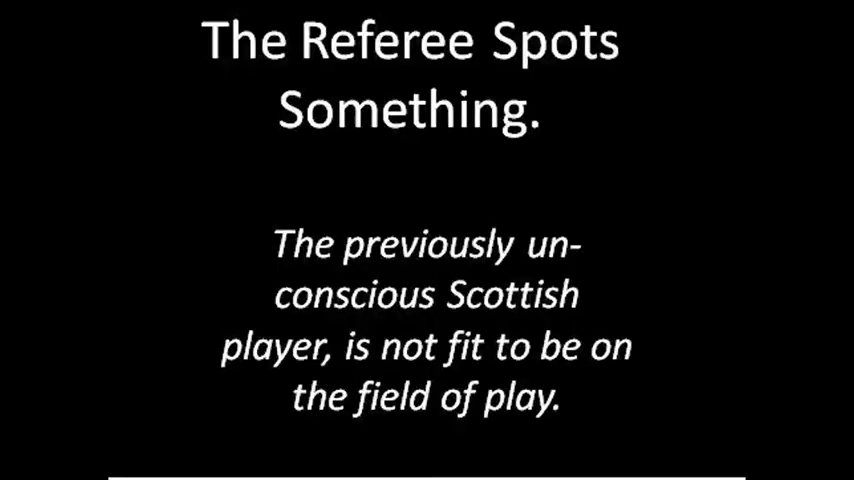 The Referee Spots
Something.
The previously un-
conscious Scottish
player, is not fit to be on
the field of play.